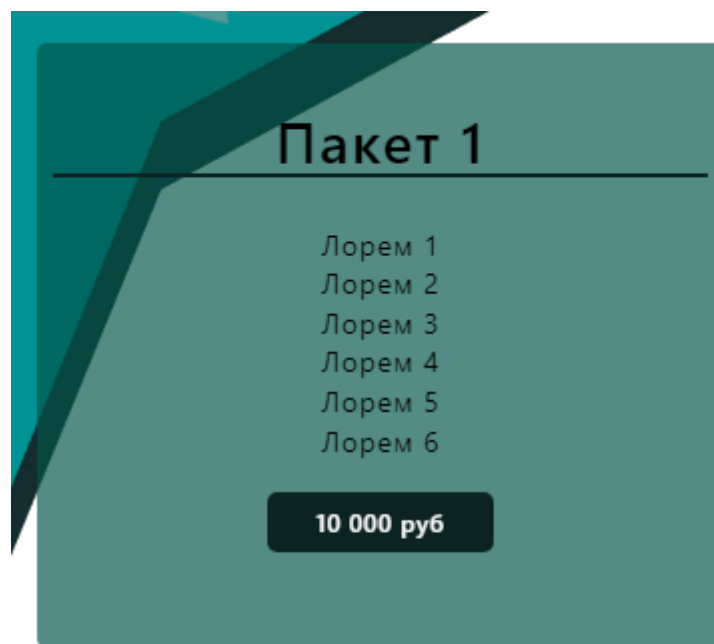 Пакет 1
Лорем 1
Лорем 2
Лорем 3
Лорем 4
Лорем 5
Лорем 6
10 000 руб